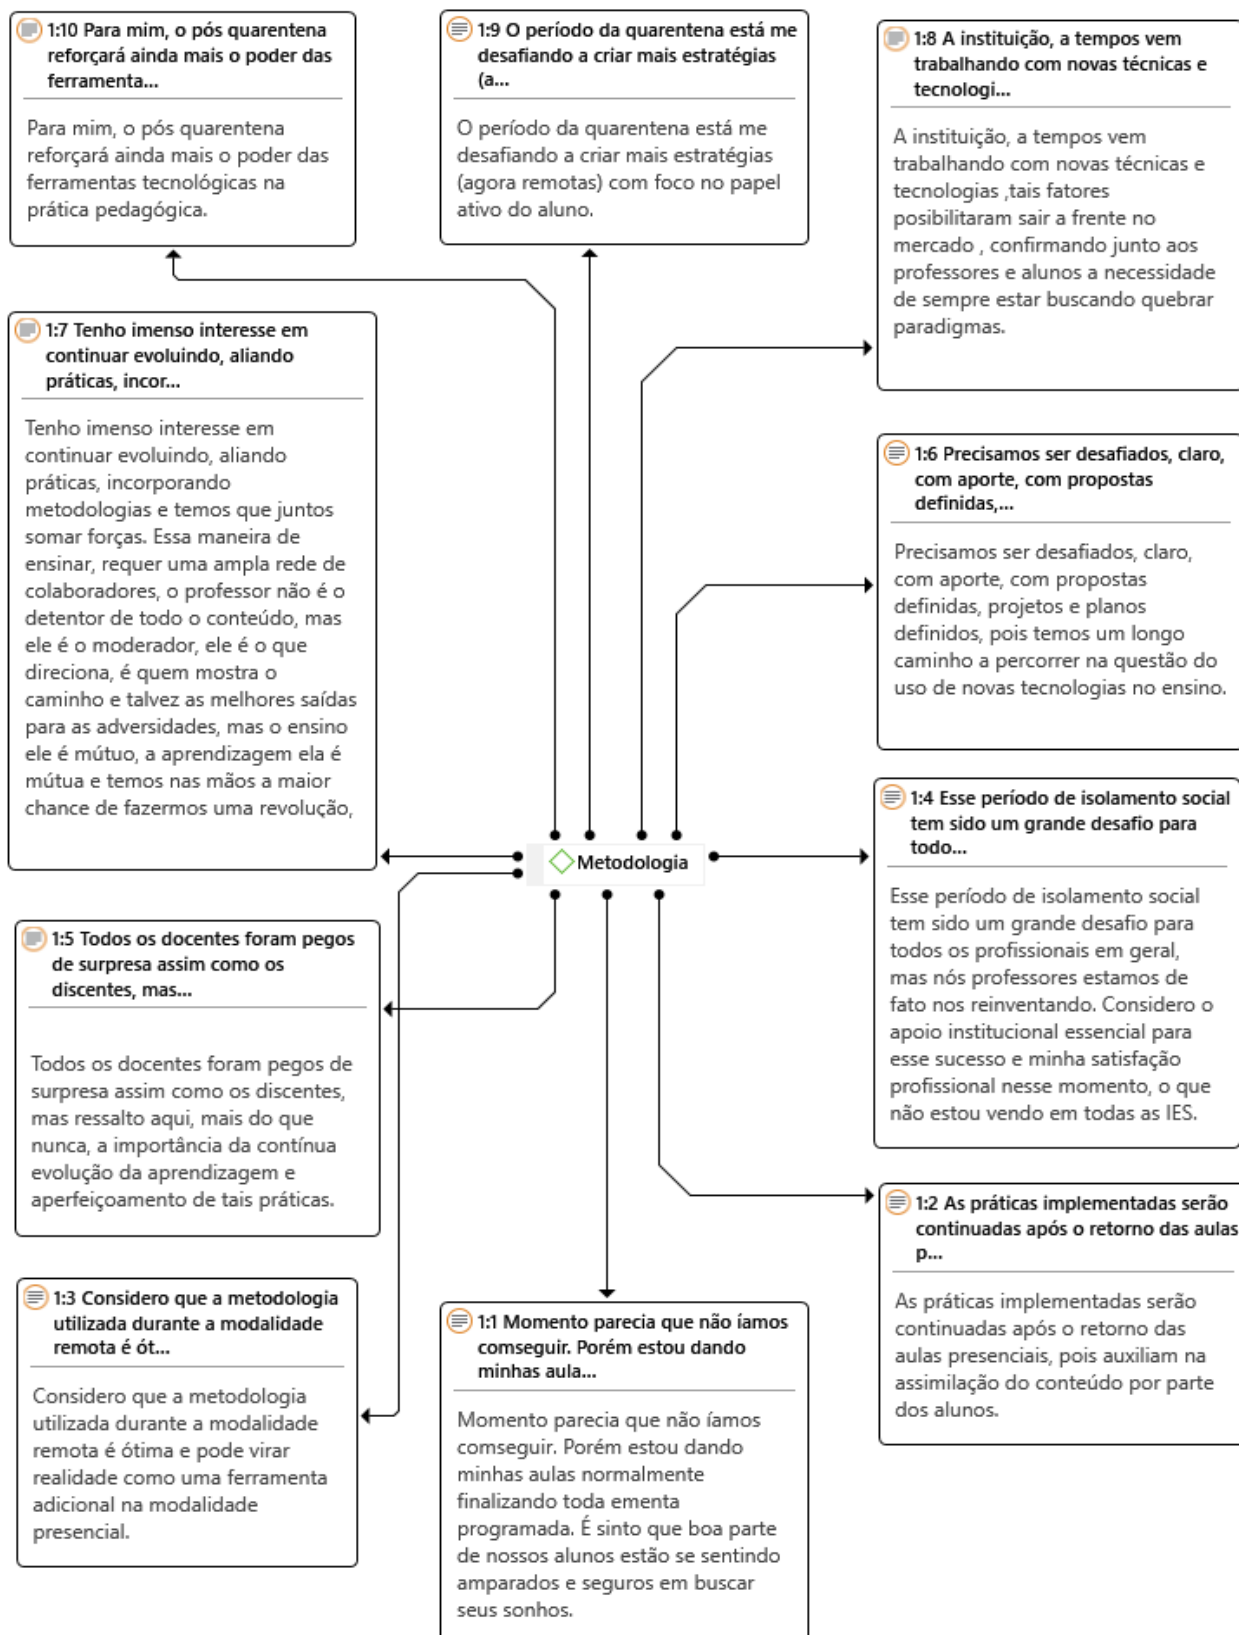 1:10 Para mim, o pós quarentena
reforçará ainda mais o poder das
ferramenta...
Para mim, o pós quarentena
reforçará ainda mais o poder das
ferramentas tecnológicas na
prática pedagógica.
1:9 O período da quarentena está me
desafiando a criar mais estratégias
(a...
O período da quarentena está me
desafiando a criar mais estratégias
(agora remotas) com foco no papel
ativo do aluno.
1:8 A instituição, a tempos vem
trabalhando com novas técnicas e
tecnologi...
A instituição, a tempos vem
trabalhando com novas técnicas e
tecnologias ,tais fatores
posibilitaram sair a frente no
mercado , confirmando junto aos
professores e alunos a necessidade
de sempre estar buscando quebrar
paradigmas.
1:7 Tenho imenso interesse em
continuar evoluindo, aliando
práticas, incor...
Tenho imenso interesse em
continuar evoluindo, aliando
práticas, incorporando
metodologias e temos que juntos
somar forças. Essa maneira de
ensinar, requer uma ampla rede de
colaboradores, o professor não é o
detentor de todo o conteúdo, mas
ele é o moderador, ele é o que
direciona, é quem mostra o
caminho e talvez as melhores saídas
para as adversidades, mas o ensino
ele é mútuo, a aprendizagem ela é
mútua e temos nas mãos a maior
chance de fazermos uma revolução,
1:6 Precisamos ser desafiados, claro,
com aporte, com propostas
definidas,...
Precisamos ser desafiados, claro,
com aporte, com propostas
definidas, projetos e planos
definidos, pois temos um longo
caminho a percorrer na questão do
uso de novas tecnologias no ensino.
Metodologia
1:4 Esse período de isolamento social
tem sido um grande desafio para
todo...
Esse período de isolamento social
tem sido um grande desafio para
todos os profissionais em geral,
mas nós professores estamos de
fato nos reinventando. Considero o
apoio institucional essencial para
esse sucesso e minha satisfação
profissional nesse momento, o que
não estou vendo em todas as IES.
1:5 Todos os docentes foram pegos
de surpresa assim como os
discentes, mas...
Todos os docentes foram pegos de
surpresa assim como os discentes,
mas ressalto aqui, mais do que
nunca, a importância da contínua
evolução da aprendizagem e
aperfeiçoamento de tais práticas.
1:2 As práticas implementadas serão
continuadas após o retorno das aulas
p...
As práticas implementadas serão
continuadas após o retorno das
aulas presenciais, pois auxiliam na
assimilação do conteúdo por parte
dos alunos.
1:3 Considero que a metodologia
utilizada durante a modalidade
remota é ót...
Considero que a metodologia
utilizada durante a modalidade
remota é ótima e pode virar
realidade como uma ferramenta
adicional na modalidade
presencial.
1:1 Momento parecia que não íamos
comseguir. Porém estou dando
minhas aula...
Momento parecia que não íamos
comseguir. Porém estou dando
minhas aulas normalmente
finalizando toda ementa
programada. É sinto que boa parte
de nossos alunos estão se sentindo
amparados e seguros em buscar
seus sonhos.